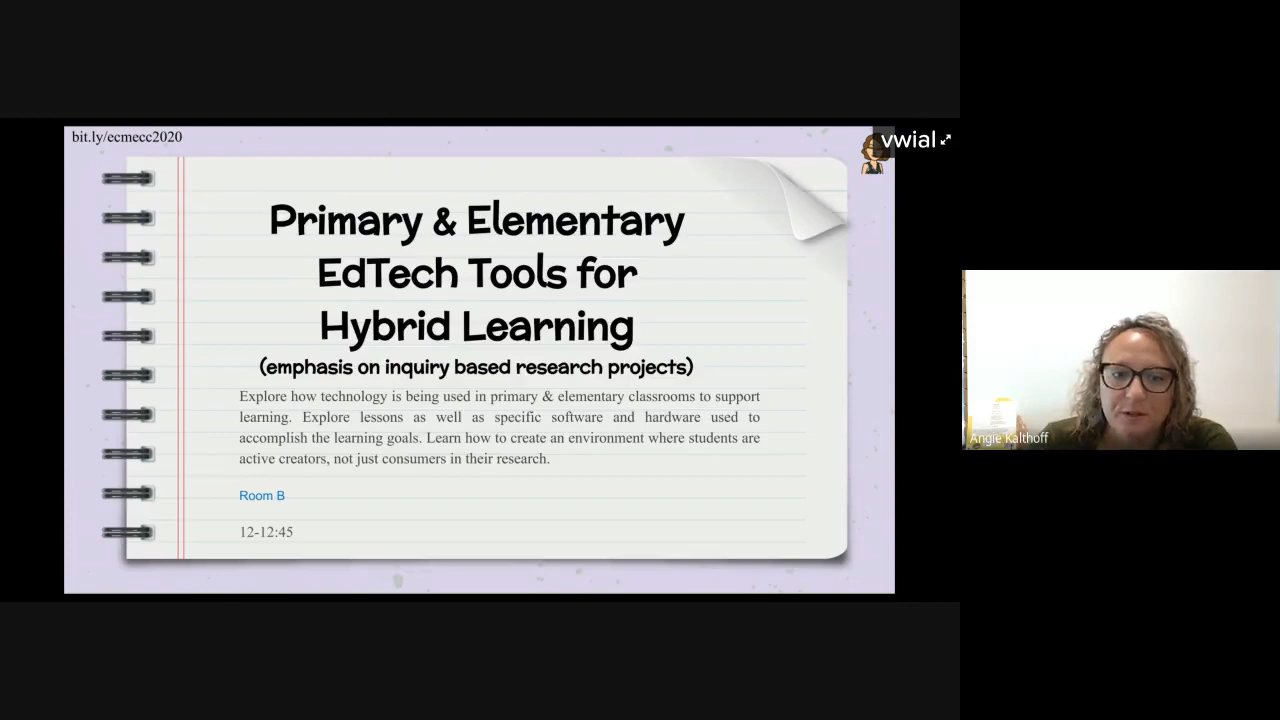 bit.ly/ecmecc2020
vwial
Primary & Elementary
EdTech Tools for
Hybrid Learning
(emphasis on inquiry based research projects)
Explore how technology is being used in primary & elementary classrooms to support
learning. Explore lessons as well as specific software and hardware used to
accomplish the learning goals. Learn how to create an environment where students are
active creators, not just consumers in their research.
Room B
12-12:45
Angie Kalthoff